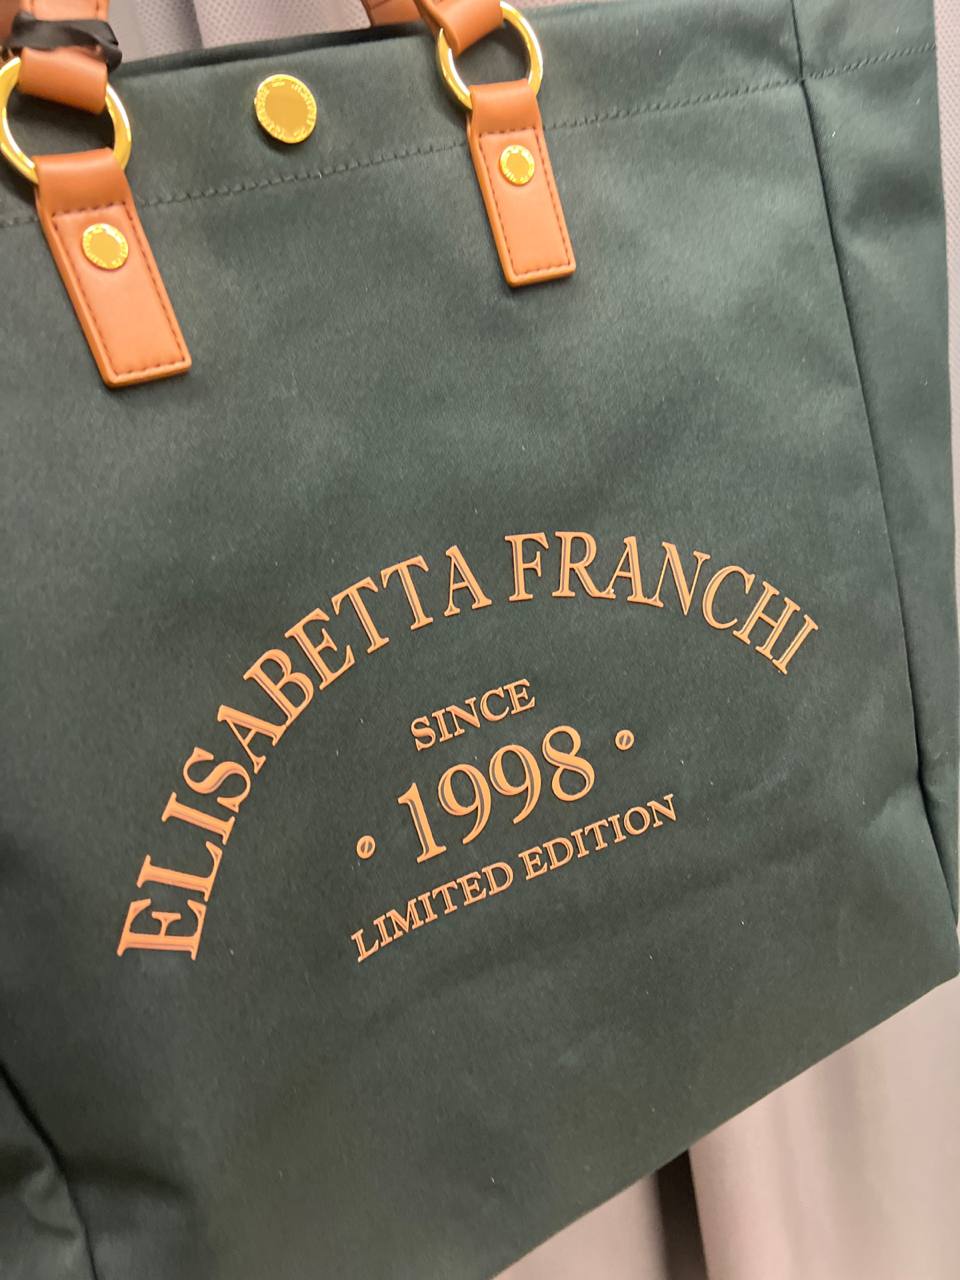 ELISABETTA FRANCHI
SINCE
• 1998 •
LIMITED EDITION